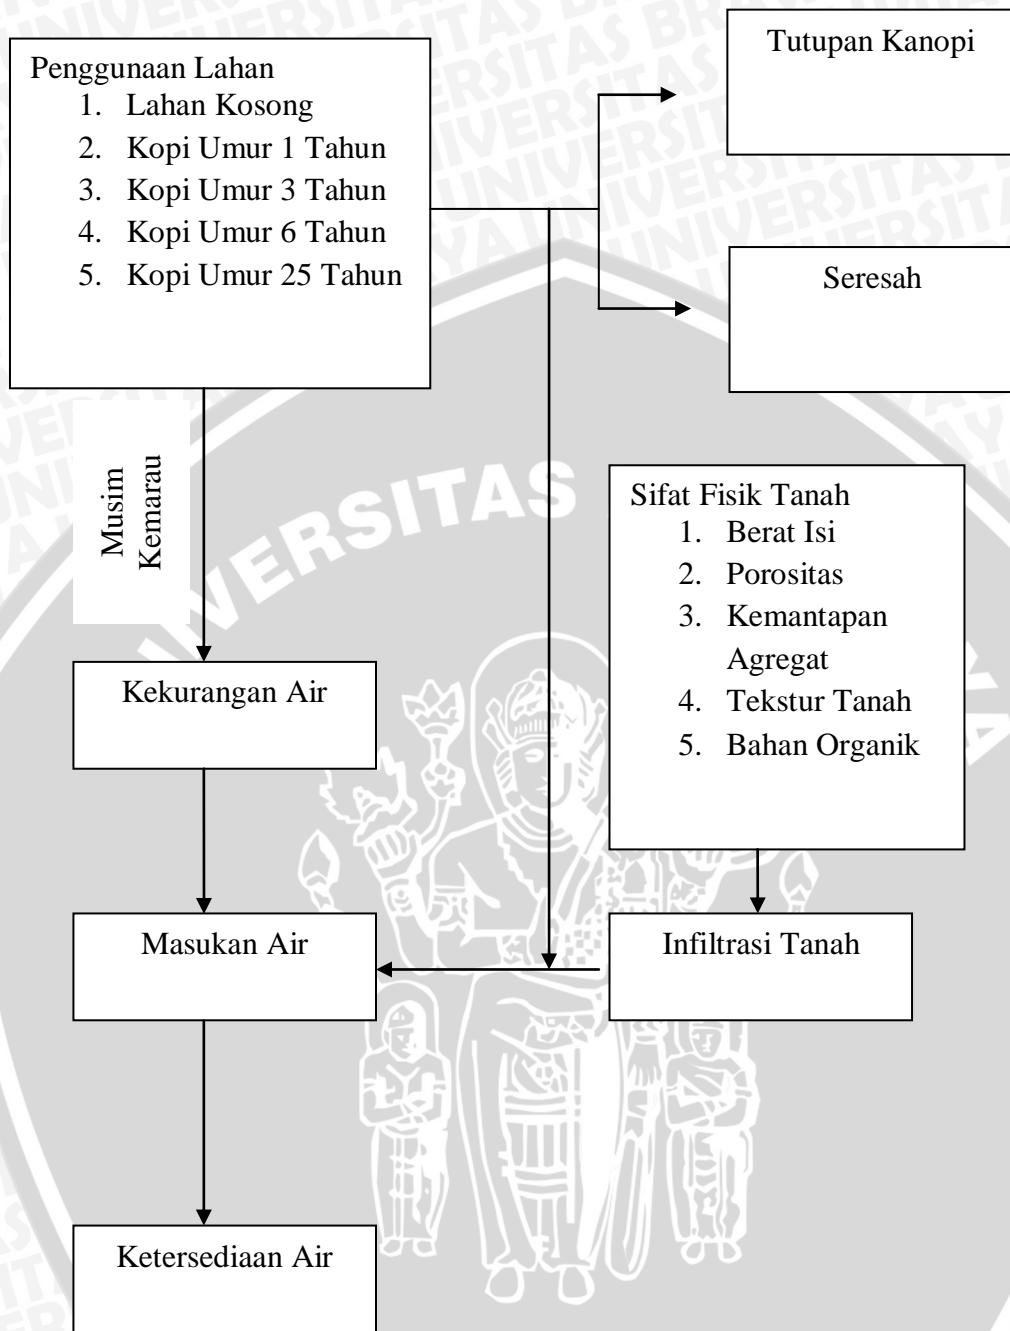 Tutupan Kanopi
Penggunaan Lahan
1. Lahan Kosong
2. Kopi Umur 1 Tahun
3. Kopi Umur 3 Tahun
4. Kopi Umur 6 Tahun
5. Kopi Umur 25 Tahun
Seresah
Musim
Kemarau
Sifat Fisik Tanah
1. Berat Isi
2. Porositas
3. Kemantapan
Agregat
4. Tekstur Tanah
5. Bahan Organik
Kekurangan Air
Masukan Air
Infiltrasi Tanah
Ketersediaan Air